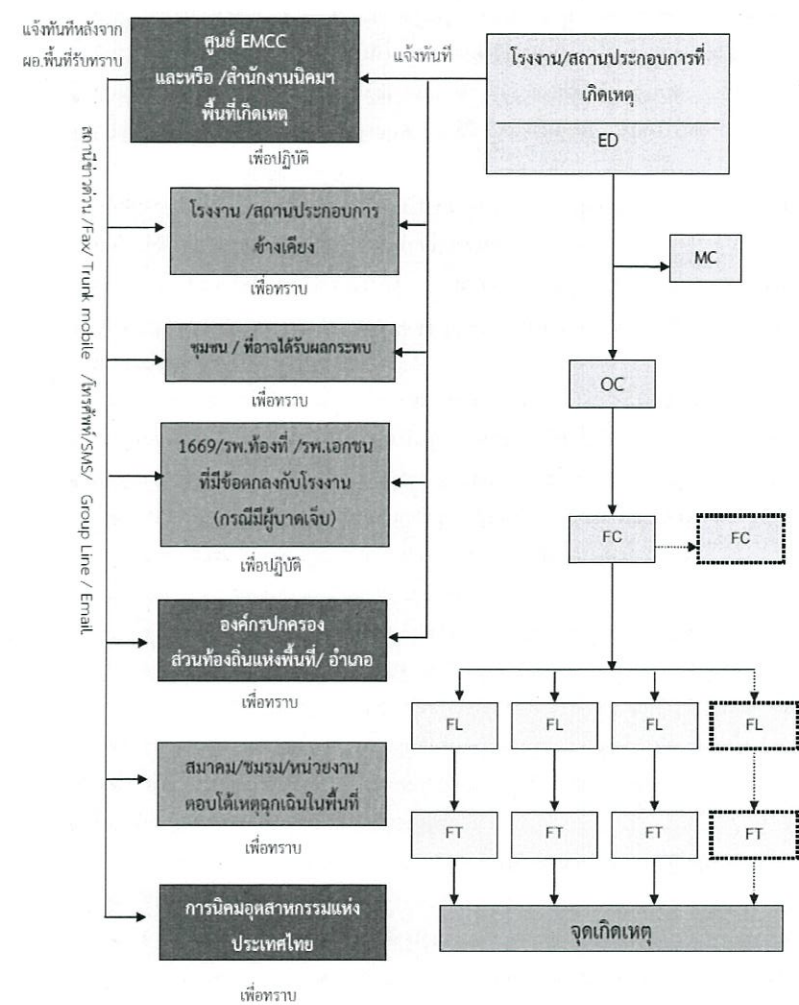 แจ้งทันทีหลังจาก
ผอ.พื้นที่รับทราบ
ศูนย์ EMCC
และหรือ /สำนักงานนิคมฯ
พื้นที่เกิดเหตุ
แจ้งทันที
โรงงาน/สถานประกอบการที่
เกิดเหตุ
ED
เพื่อปฏิบัติ
สถานีข่าวด่วน /Fax/ Trunk mobile /โทรศัพท์/SMS/ Group Line / Email
โรงงาน /สถานประกอบการ
ข้างเคียง
เพื่อทราบ
MC
ชุมชน / ที่อาจได้รับผลกระทบ
เพื่อทราบ
OC
1669/รพ.ท้องที่ /รพ.เอกชน
ที่มีข้อตกลงกับโรงงาน
(กรณีมีผู้บาดเจ็บ)
เพื่อปฏิบัติ
FC
FC
องค์กรปกครอง
ส่วนท้องถิ่นแห่งพื้นที่/ อำเภอ
เพื่อทราบ
FL
FL
FL
FL
สมาคม/ชมรม/หน่วยงาน
ตอบโต้เหตุฉุกเฉินในพื้นที่
เพื่อทราบ
FT
FT
FT
FT
การนิคมอุตสาหกรรมแห่ง
ประเทศไทย
เพื่อทราบ
จุดเกิดเหตุ